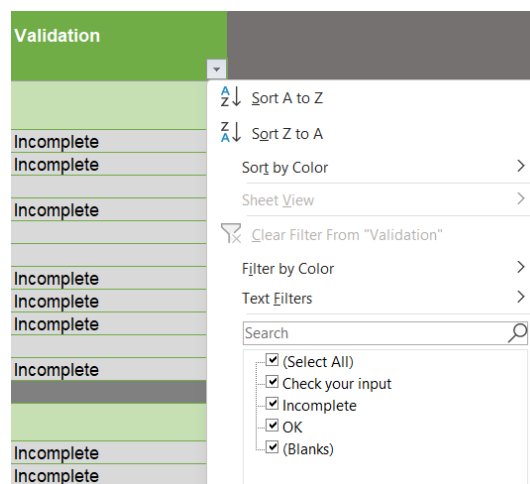 Validation
Sort A to Z
Sort Z to A
Sort by Color
Sheet View
Clear Filter From "Validation"
Filter by Color
Text Filters
Search
(Select All)
Check your input
Incomplete
OK
(Blanks)
Incomplete
Incomplete
Incomplete
Incomplete
Incomplete
Incomplete
Incomplete
Incomplete
Incomplete